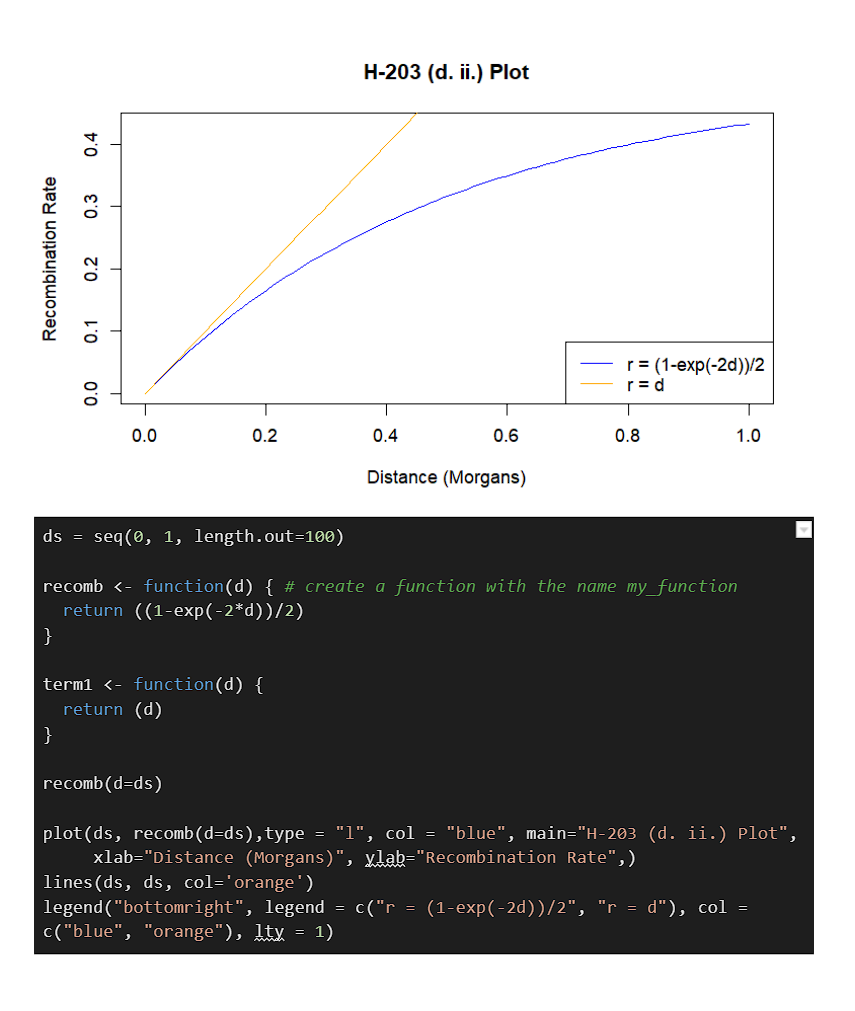 H-203 (d. ii.) Plot
Recombination Rate
0.4
0.3
0.2
0.1
0.0
0.0 0.2 0.4 0.6 0.8 1.0
Distance (Morgans)
r = (1-exp(-2d))/2
r = d
ds = seq(0, 1, length.out=100)
recomb <- function(d) { # create a function with the name my_function
  return ((1-exp(-2*d))/2)
}
term1 <- function(d) {
  return (d)
}
recomb(d=ds)
plot(ds, recomb(d=ds),type = "l", col = "blue", main="H-203 (d. ii.) Plot",
     xlab="Distance (Morgans)", ylab="Recombination Rate",)
lines(ds, ds, col='orange')
legend("bottomright", legend = c("r = (1-exp(-2d))/2", "r = d"), col =
c("blue", "orange"), lty = 1)